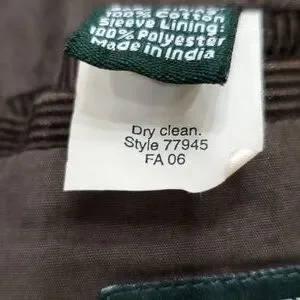 100% Cotton
Sleeve Lining:
100% Polyester
Made in India
Dry clean.
Style 77945
FA 06